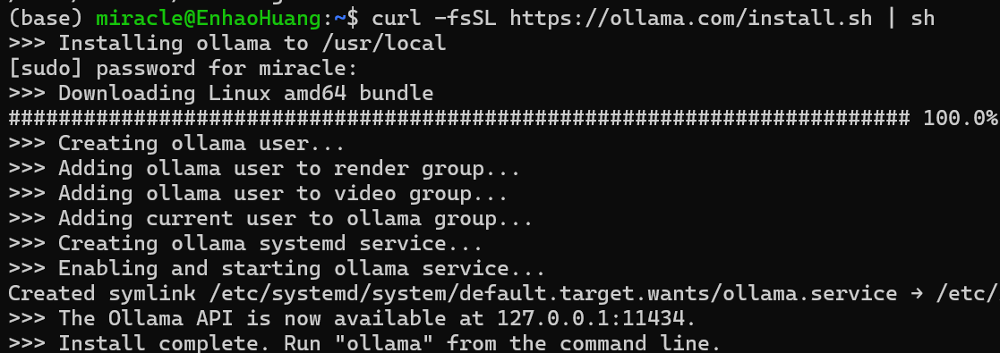 (base) miracle@EnhaoHuang:~$ curl -fsSL https://ollama.com/install.sh | sh
>>> Installing ollama to /usr/local
[sudo] password for miracle:
>>> Downloading Linux amd64 bundle
######################################################################## 100.0%
>>> Creating ollama user...
>>> Adding ollama user to render group...
>>> Adding ollama user to video group...
>>> Adding current user to ollama group...
>>> Creating ollama systemd service...
>>> Enabling and starting ollama service...
Created symlink /etc/systemd/system/default.target.wants/ollama.service → /etc/
>>> The Ollama API is now available at 127.0.0.1:11434.
>>> Install complete. Run "ollama" from the command line.